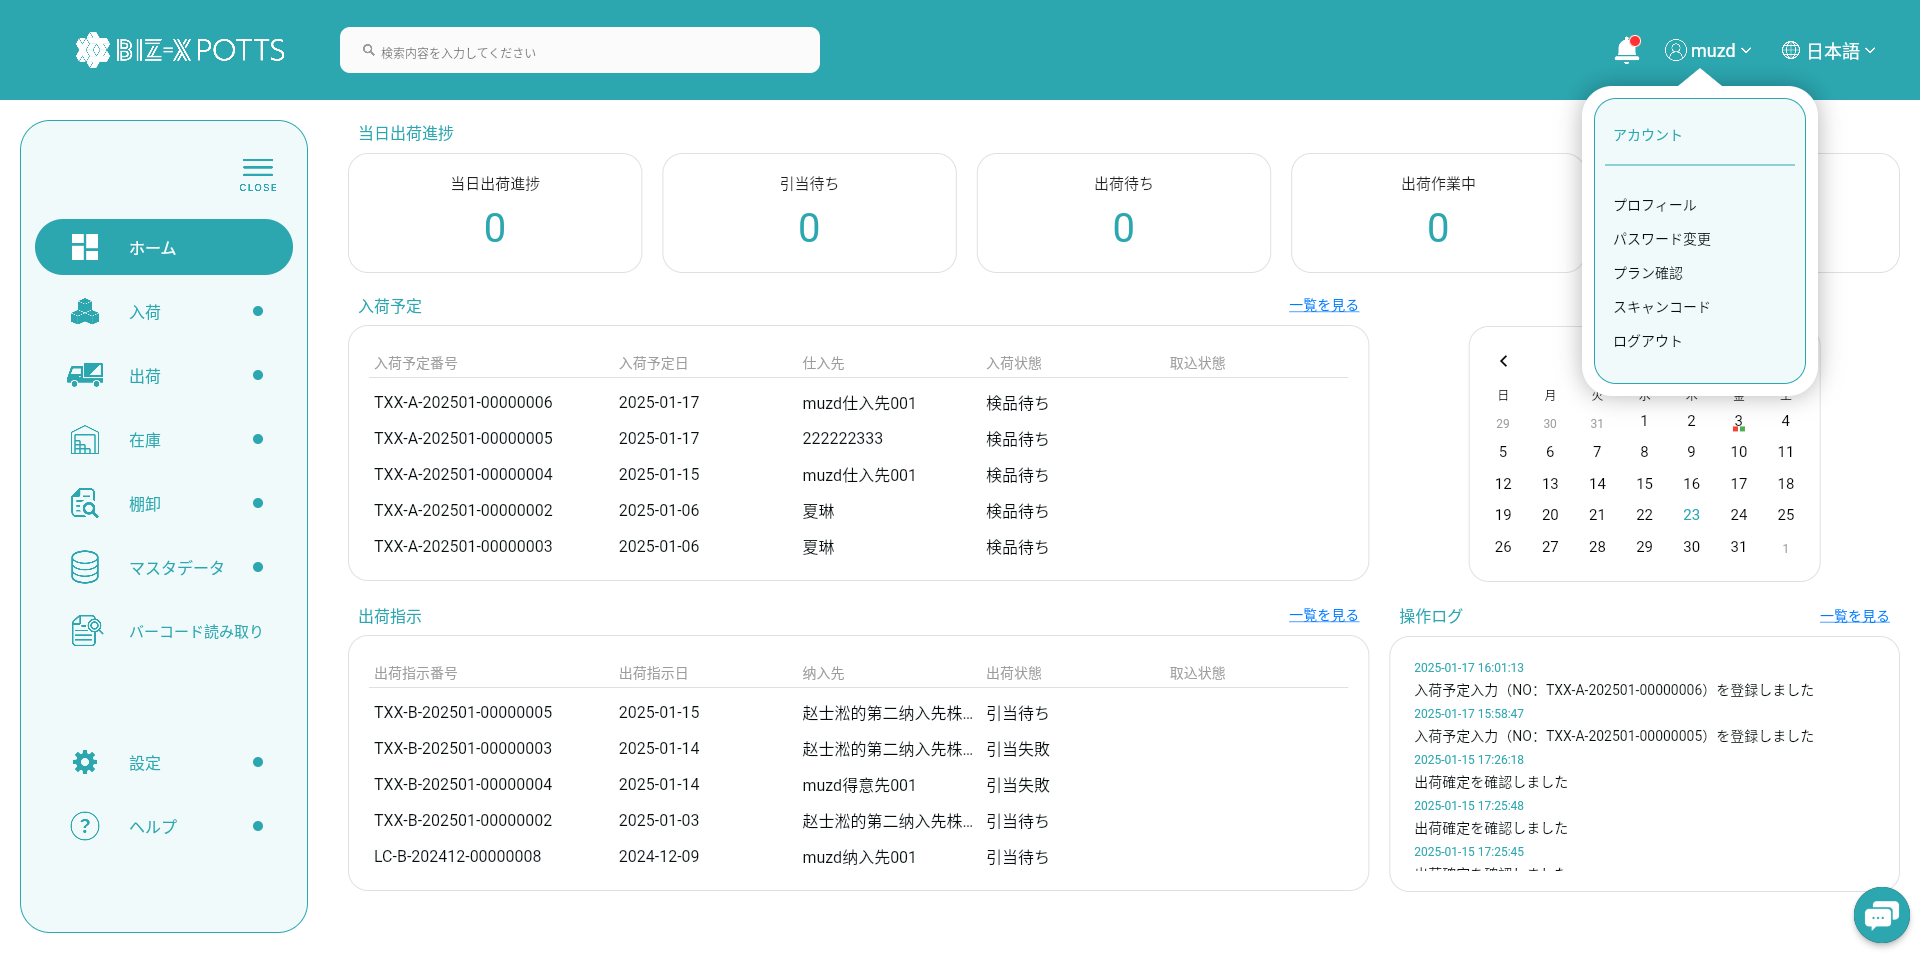 BIZ-X POTTS
検索内容を入力してください
muzd
日本語
アカウント
プロフィール
パスワード変更
プラン確認
スキャンコード
ログアウト
CLOSE
ホーム
入荷
出荷
在庫
棚卸
マスタデータ
バーコード読み取り
設定
ヘルプ
当日出荷進捗
当日出荷進捗 引当待ち 出荷待ち 出荷作業中
0 0 0 0
入荷予定 一覧を見る
入荷予定番号 入荷予定日 仕入先 入荷状態 取込状態
TXX-A-202501-00000006 2025-01-17 muzd仕入先001 検品待ち
TXX-A-202501-00000005 2025-01-17 222222333 検品待ち
TXX-A-202501-00000004 2025-01-15 muzd仕入先001 検品待ち
TXX-A-202501-00000002 2025-01-06 夏琳 検品待ち
TXX-A-202501-00000003 2025-01-06 夏琳 検品待ち
日 月 火 水 木 金 土
29 30 31 1 2 3 4
5 6 7 8 9 10 11
12 13 14 15 16 17 18
19 20 21 22 23 24 25
26 27 28 29 30 31 1
出荷指示 一覧を見る
出荷指示番号 出荷指示日 納入先 出荷状態 取込状態
TXX-B-202501-00000005 2025-01-15 赵士淞的第二纳入先株... 引当待ち
TXX-B-202501-00000003 2025-01-14 赵士淞的第二纳入先株... 引当失敗
TXX-B-202501-00000004 2025-01-14 muzd得意先001 引当失敗
TXX-B-202501-00000002 2025-01-03 赵士淞的第二纳入先株... 引当待ち
LC-B-202412-00000008 2024-12-09 muzd纳入先001 引当待ち
操作ログ 一覧を見る
2025-01-17 16:01:13
入荷予定入力（NO：TXX-A-202501-00000006）を登録しました
2025-01-17 15:58:47
入荷予定入力（NO：TXX-A-202501-00000005）を登録しました
2025-01-15 17:26:18
出荷確定を確認しました
2025-01-15 17:25:48
出荷確定を確認しました
2025-01-15 17:25:45
出荷確定を確認しました